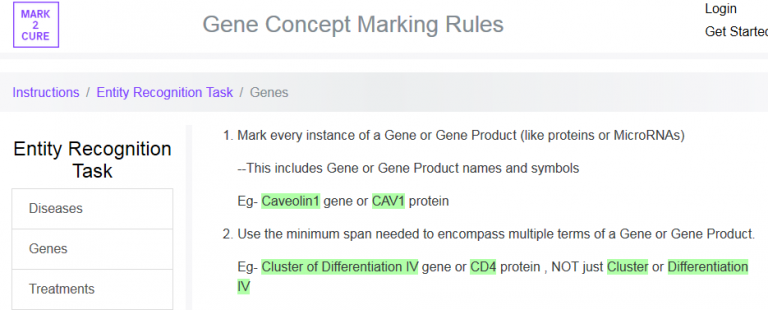 MARK
2
CURE
Gene Concept Marking Rules
Login
Get Started
Instructions / Entity Recognition Task / Genes
Entity Recognition
Task
Diseases
Genes
Treatments
1. Mark every instance of a Gene or Gene Product (like proteins or MicroRNAs)
--This includes Gene or Gene Product names and symbols
Eg- Caveolin1 gene or CAV1 protein
2. Use the minimum span needed to encompass multiple terms of a Gene or Gene Product.
Eg- Cluster of Differentiation IV gene or CD4 protein , NOT just Cluster or Differentiation
IV